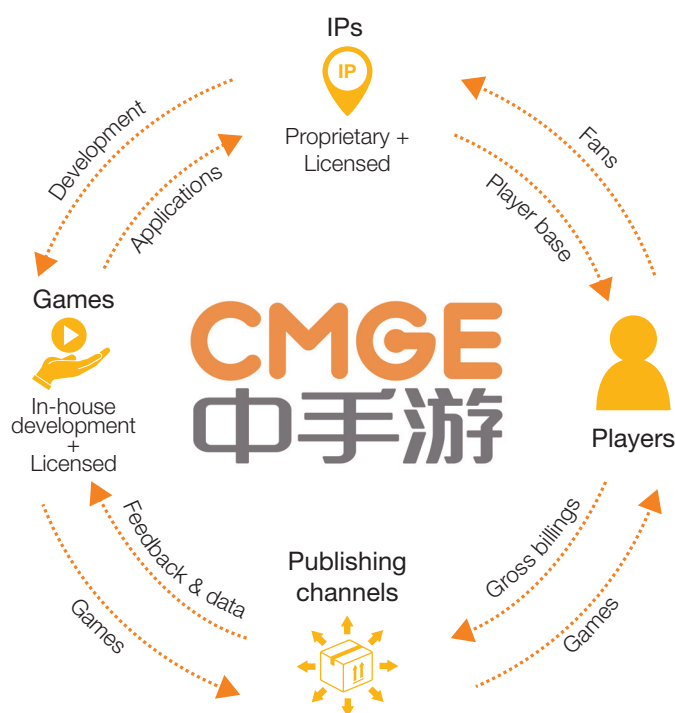 IPs
IP
Proprietary +
Licensed
Development
Applications
Fans
Player base
Games
In-house
development
+
Licensed
CMGE
中手游
Players
Feedback & data
Games
Publishing
channels
Gross billings
Games